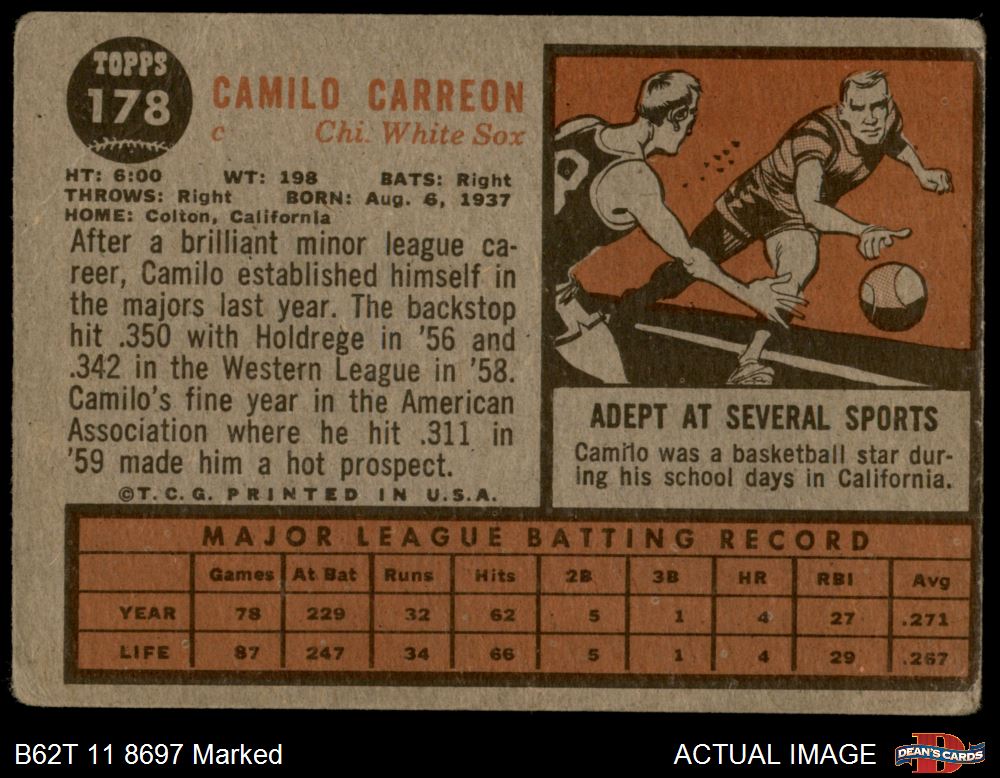 TOPPS
178
CAMILO CARREON
c Chi. White Sox
HT: 6:00 WT: 198 BATS: Right
THROWS: Right BORN: Aug. 6, 1937
HOME: Colton, California
After a brilliant minor league ca-
reer, Camilo established himself in
the majors last year. The backstop
hit .350 with Holdrege in '56 and
.342 in the Western League in '58.
Camilo's fine year in the American
Association where he hit .311 in
'59 made him a hot prospect.
©T.C.G. PRINTED IN U.S.A.
ADEPT AT SEVERAL SPORTS
Camilo was a basketball star dur-
ing his school days in California.
MAJOR LEAGUE BATTING RECORD
Games At Bat Runs Hits 2B 3B HR RBI Avg
YEAR 78 229 32 62 5 1 4 27 .271
LIFE 87 247 34 66 5 1 4 29 .267
B62T 11 8697 Marked
ACTUAL IMAGE
DEAN'S CARDS